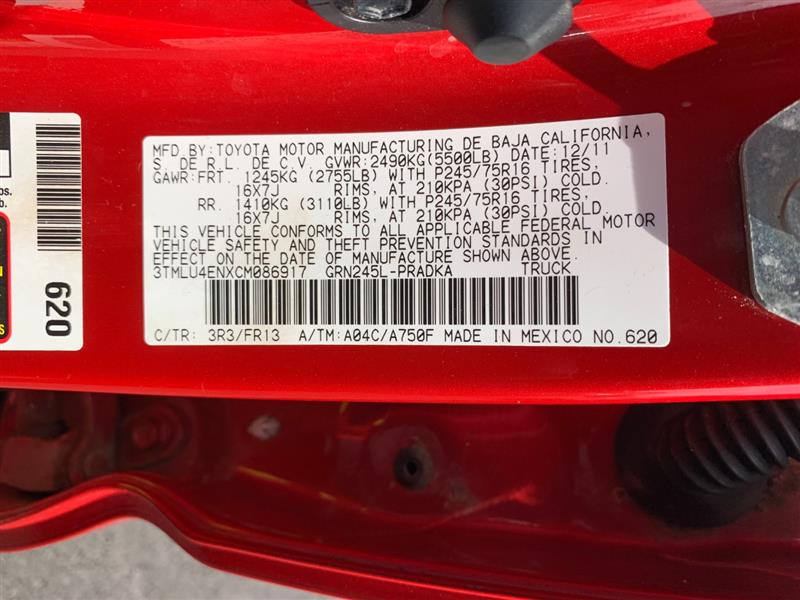 MFD BY:TOYOTA MOTOR MANUFACTURING DE BAJA CALIFORNIA,
S. DE R.L. DE C.V. GVWR:2490KG(5500LB) DATE:12/11
GAWR:FRT. 1245KG (2755LB) WITH P245/75R16 TIRES,
16X7J RIMS, AT 210KPA (30PSI) COLD.
RR. 1410KG (3110LB) WITH P245/75R16 TIRES,
16X7J RIMS, AT 210KPA (30PSI) COLD.
THIS VEHICLE CONFORMS TO ALL APPLICABLE FEDERAL MOTOR
VEHICLE SAFETY AND THEFT PREVENTION STANDARDS IN
EFFECT ON THE DATE OF MANUFACTURE SHOWN ABOVE.
3TMLU4ENXCM086917 GRN245L-PRADKA TRUCK
C/TR: 3R3/FR13 A/TM:A04C/A750F MADE IN MEXICO NO.620
bs.
b.
N
S
620